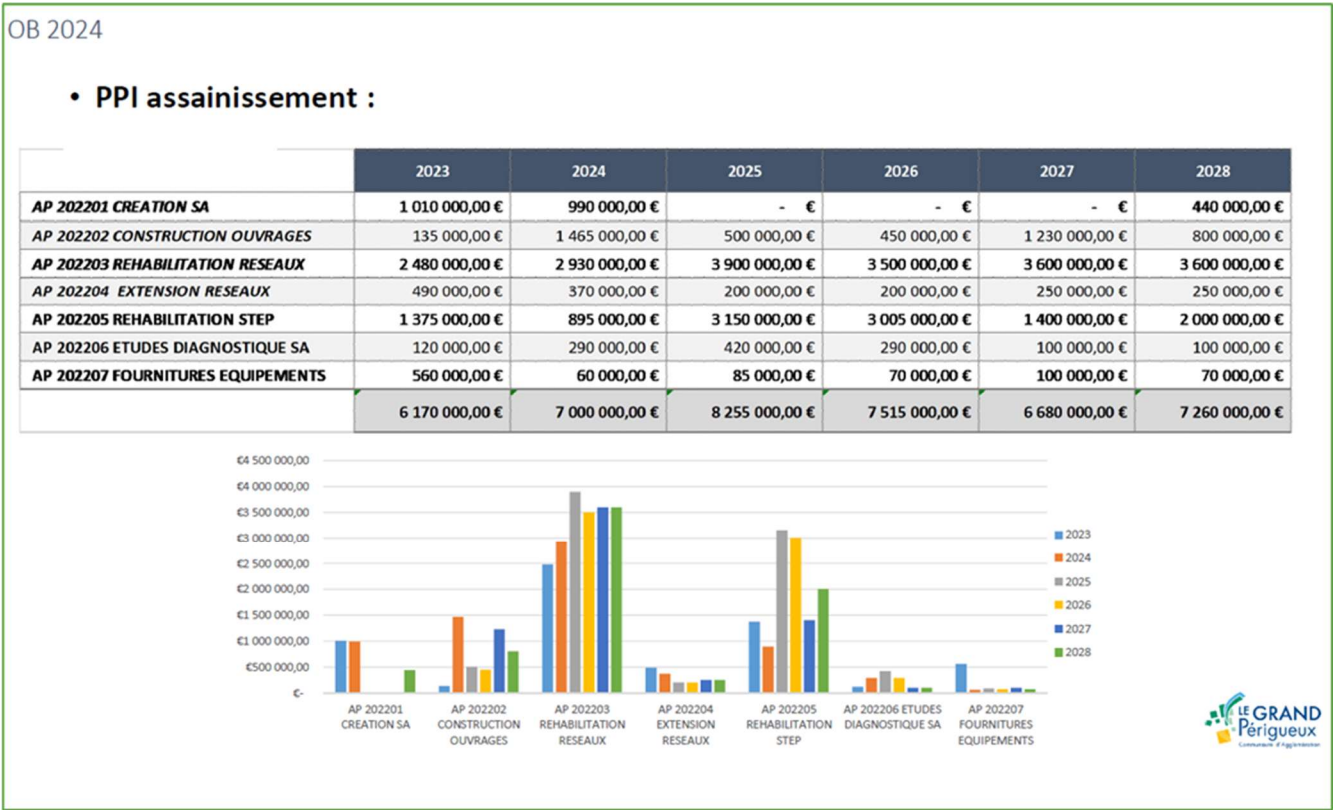 OB 2024
• PPI assainissement :
2023 2024 2025 2026 2027 2028
AP 202201 CREATION SA 1 010 000,00 € 990 000,00 € - € - € - € 440 000,00 €
AP 202202 CONSTRUCTION OUVRAGES 135 000,00 € 1 465 000,00 € 500 000,00 € 450 000,00 € 1 230 000,00 € 800 000,00 €
AP 202203 REHABILITATION RESEAUX 2 480 000,00 € 2 930 000,00 € 3 900 000,00 € 3 500 000,00 € 3 600 000,00 € 3 600 000,00 €
AP 202204 EXTENSION RESEAUX 490 000,00 € 370 000,00 € 200 000,00 € 200 000,00 € 250 000,00 € 250 000,00 €
AP 202205 REHABILITATION STEP 1 375 000,00 € 895 000,00 € 3 150 000,00 € 3 005 000,00 € 1 400 000,00 € 2 000 000,00 €
AP 202206 ETUDES DIAGNOSTIQUE SA 120 000,00 € 290 000,00 € 420 000,00 € 290 000,00 € 100 000,00 € 100 000,00 €
AP 202207 FOURNITURES EQUIPEMENTS 560 000,00 € 60 000,00 € 85 000,00 € 70 000,00 € 100 000,00 € 70 000,00 €
6 170 000,00 € 7 000 000,00 € 8 255 000,00 € 7 515 000,00 € 6 680 000,00 € 7 260 000,00 €
€4 500 000,00
€4 000 000,00
€3 500 000,00
€3 000 000,00
€2 500 000,00
€2 000 000,00
€1 500 000,00
€1 000 000,00
€500 000,00
€-
AP 202201
CREATION SA
AP 202202
CONSTRUCTION
OUVRAGES
AP 202203
REHABILITATION
RESEAUX
AP 202204
EXTENSION
RESEAUX
AP 202205
REHABILITATION
STEP
AP 202206 ETUDES
DIAGNOSTIQUE SA
AP 202207
FOURNITURES
EQUIPEMENTS
2023
2024
2025
2026
2027
2028
LE GRAND
Périgueux
Communauté d'Agglomération